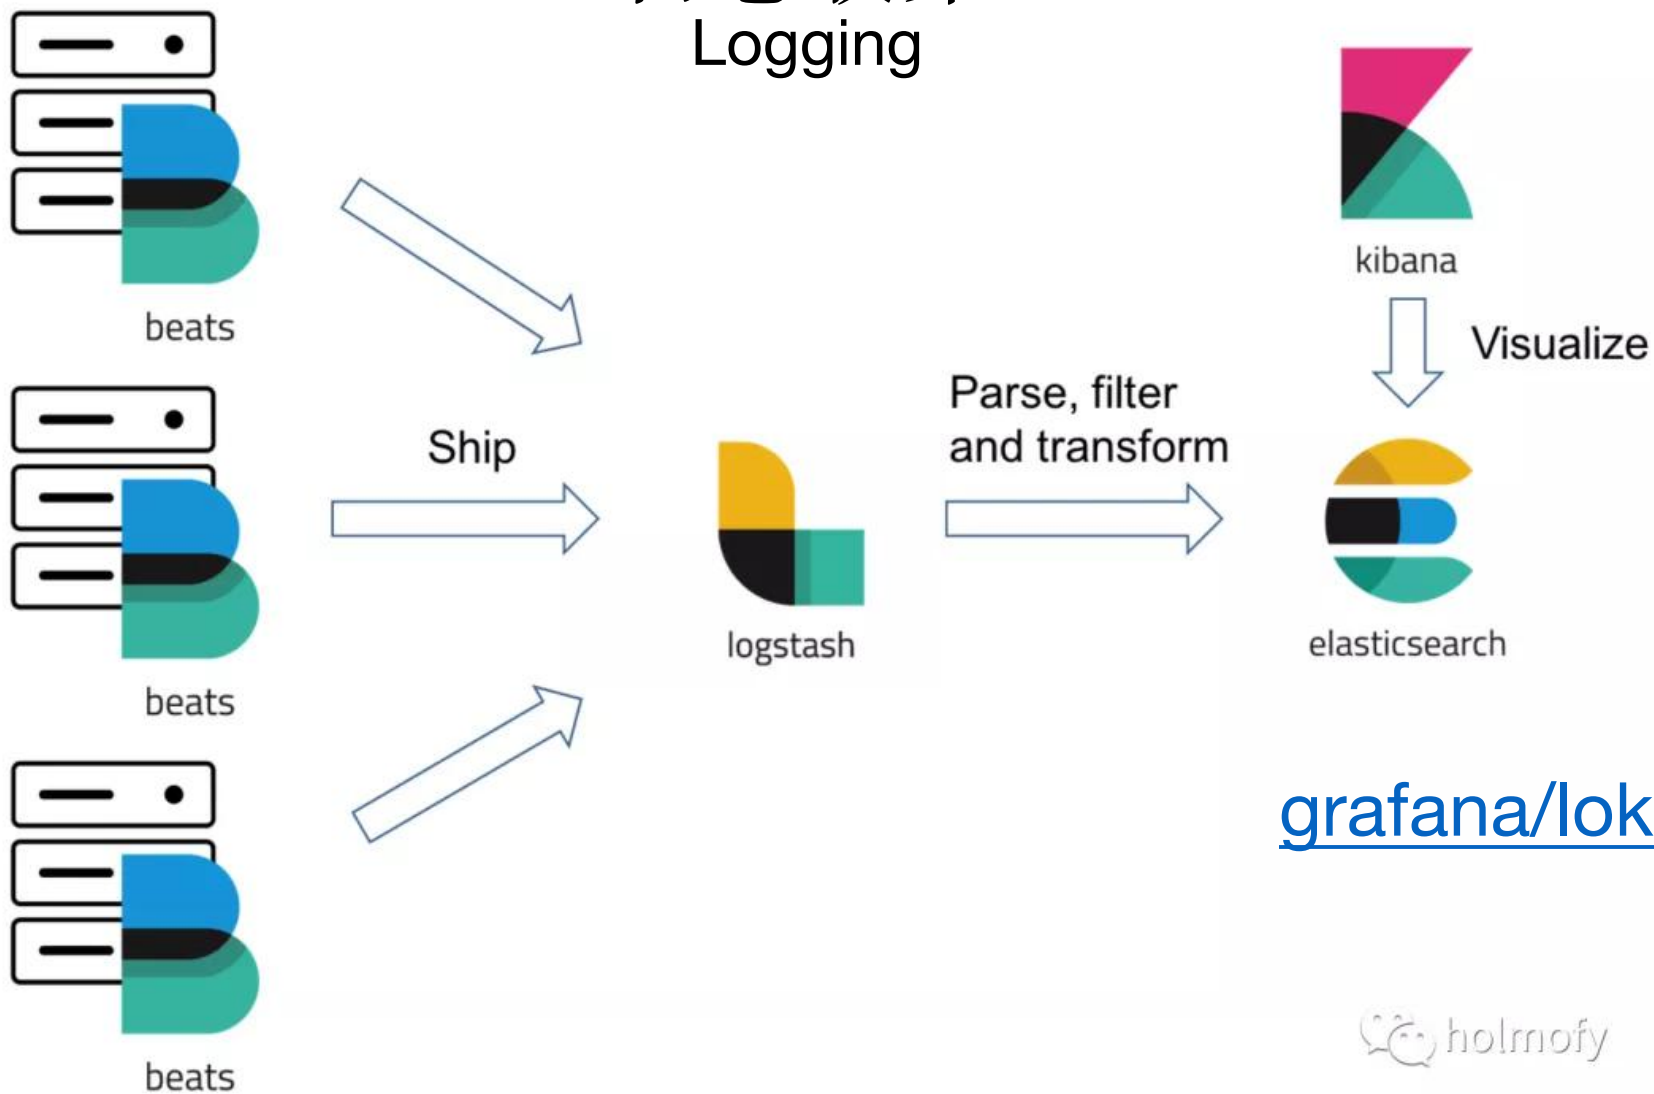 Logging
kibana
beats
Visualize
Parse, filter
and transform
Ship
logstash
elasticsearch
beats
grafana/lok
holmofy
beats